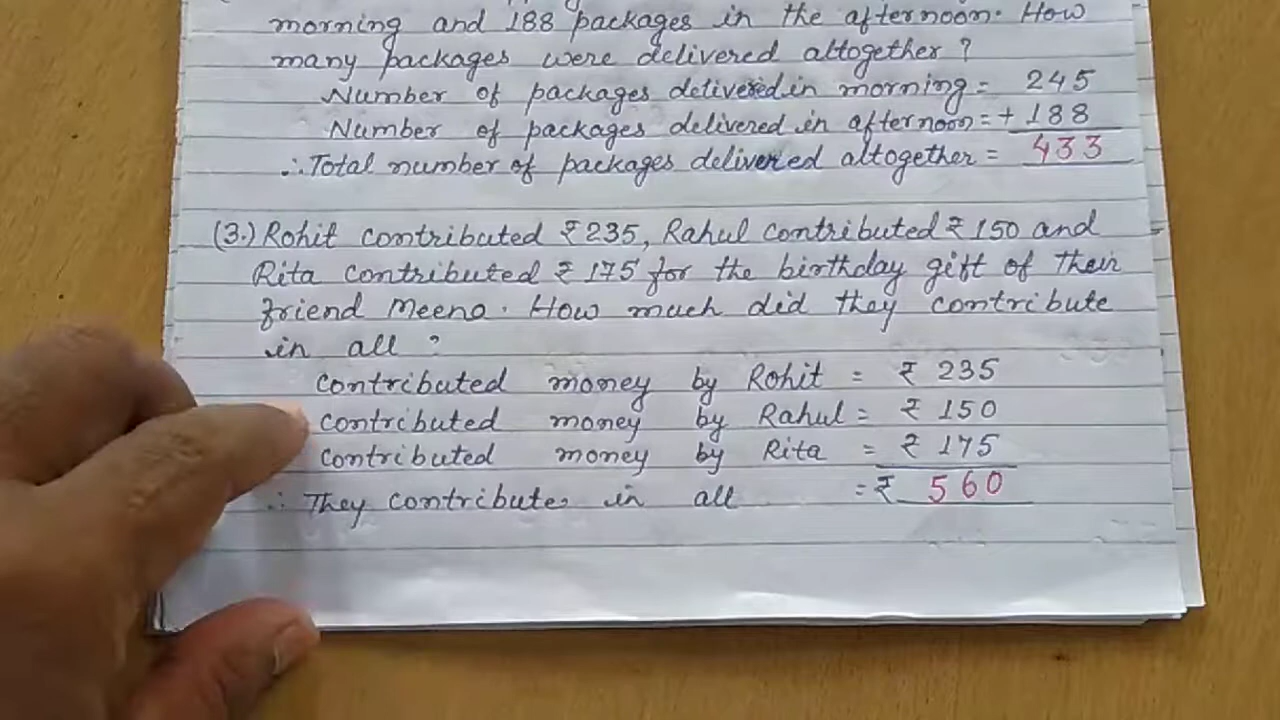 morning and 188 packages in the afternoon. How
many packages were delivered altogether ?
Number of packages delivered in morning = 245
Number of packages delivered in afternoon = + 188
∴ Total number of packages delivered altogether = 433
(3.) Rohit contributed ₹ 235, Rahul contributed ₹ 150 and
Rita contributed ₹ 175 for the birthday gift of their
friend Meena. How much did they contribute
in all ?
contributed money by Rohit = ₹ 235
contributed money by Rahul = ₹ 150
contributed money by Rita = ₹ 175
∴ They contributes in all = ₹ 560